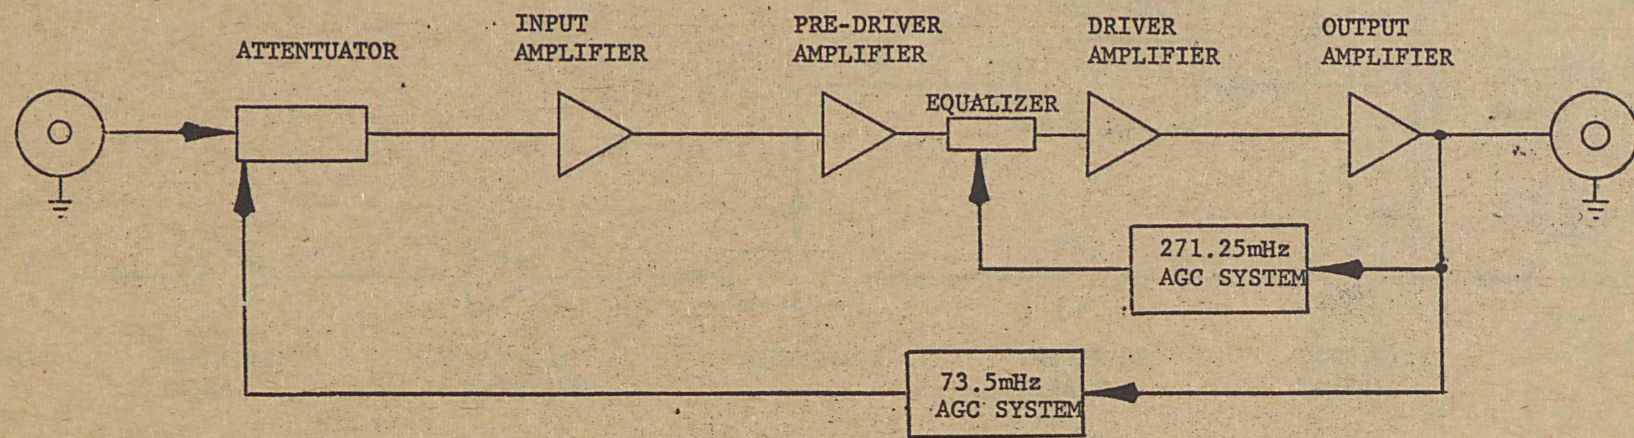 ATTENTUATOR
INPUT
AMPLIFIER
PRE-DRIVER
AMPLIFIER
EQUALIZER
DRIVER
AMPLIFIER
OUTPUT
AMPLIFIER
271.25mHz
AGC SYSTEM
73.5mHz
AGC SYSTEM